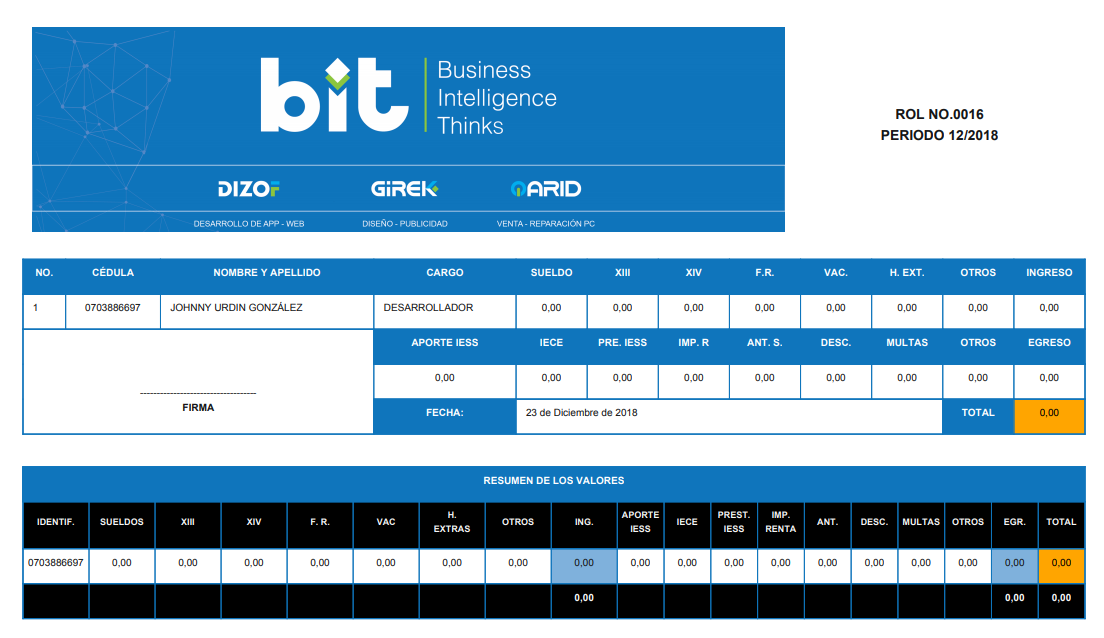 bit
Business
Intelligence
Thinks
ROL NO.0016
PERIODO 12/2018
DIZOF GiREK QARID
DESARROLLO DE APP - WEB DISEÑO - PUBLICIDAD VENTA - REPARACIÓN PC
NO. CÉDULA NOMBRE Y APELLIDO CARGO SUELDO XIII XIV F.R. VAC. H. EXT. OTROS INGRESO
1 0703886697 JOHNNY URDIN GONZÁLEZ DESARROLLADOR 0,00 0,00 0,00 0,00 0,00 0,00 0,00 0,00
APORTE IESS IECE PRE. IESS IMP. R ANT. S. DESC. MULTAS OTROS EGRESO
0,00 0,00 0,00 0,00 0,00 0,00 0,00 0,00 0,00
------------------------------------
FIRMA
FECHA: 23 de Diciembre de 2018 TOTAL 0,00
RESUMEN DE LOS VALORES
IDENTIF. SUELDOS XIII XIV F. R. VAC H. EXTRAS OTROS ING. APORTE IESS IECE PREST. IESS IMP. RENTA ANT. DESC. MULTAS OTROS EGR. TOTAL
0703886697 0,00 0,00 0,00 0,00 0,00 0,00 0,00 0,00 0,00 0,00 0,00 0,00 0,00 0,00 0,00 0,00 0,00 0,00
0,00 0,00 0,00